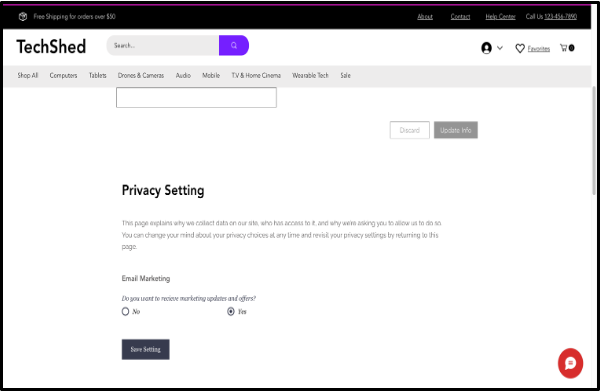 Free Shipping for orders over $50
About Contact Help Center Call Us 123-456-7890
TechShed Search... Favorites 0
Shop All Computers Tablets Drones & Cameras Audio Mobile T.V & Home Cinema Wearable Tech Sale
Discard Update Info
Privacy Setting
This page explains why we collect data on our site, who has access to it, and why we're asking you to allow us to do so.
You can change your mind about your privacy choices at any time and revisit your privacy settings by returning to this
page.
Email Marketing
Do you want to recieve marketing updates and offers?
No Yes
Save Setting